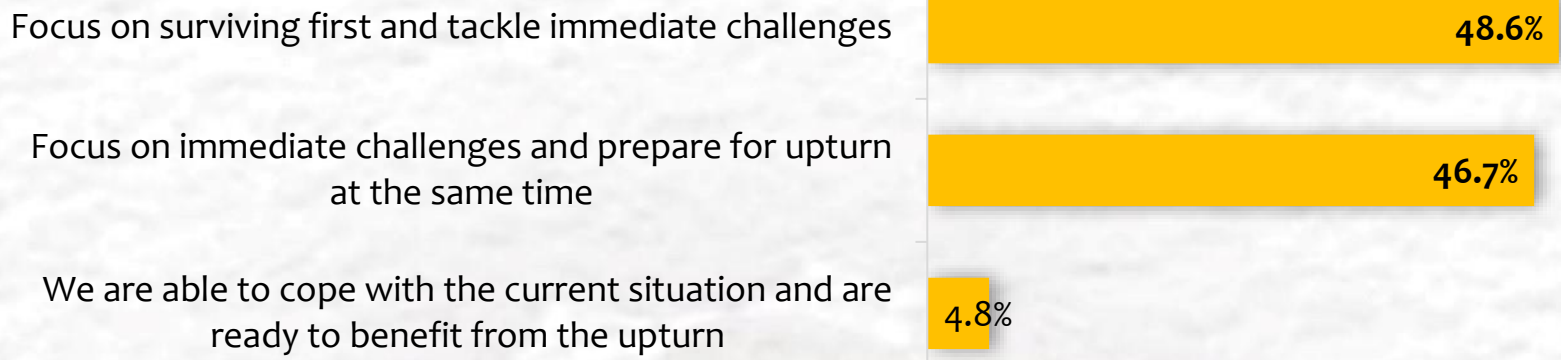 Focus on surviving first and tackle immediate challenges
48.6%
Focus on immediate challenges and prepare for upturn
at the same time
46.7%
We are able to cope with the current situation and are
ready to benefit from the upturn
4.8%